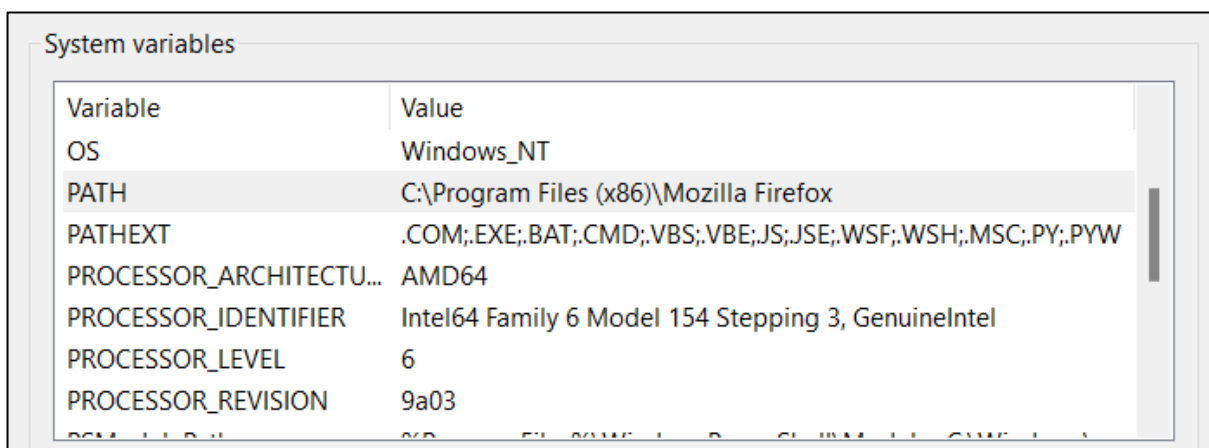 System variables
Variable Value
OS Windows_NT
PATH C:\Program Files (x86)\Mozilla Firefox
PATHEXT .COM;.EXE;.BAT;.CMD;.VBS;.VBE;.JS;.JSE;.WSF;.WSH;.MSC;.PY;.PYW
PROCESSOR_ARCHITECTU... AMD64
PROCESSOR_IDENTIFIER Intel64 Family 6 Model 154 Stepping 3, GenuineIntel
PROCESSOR_LEVEL 6
PROCESSOR_REVISION 9a03